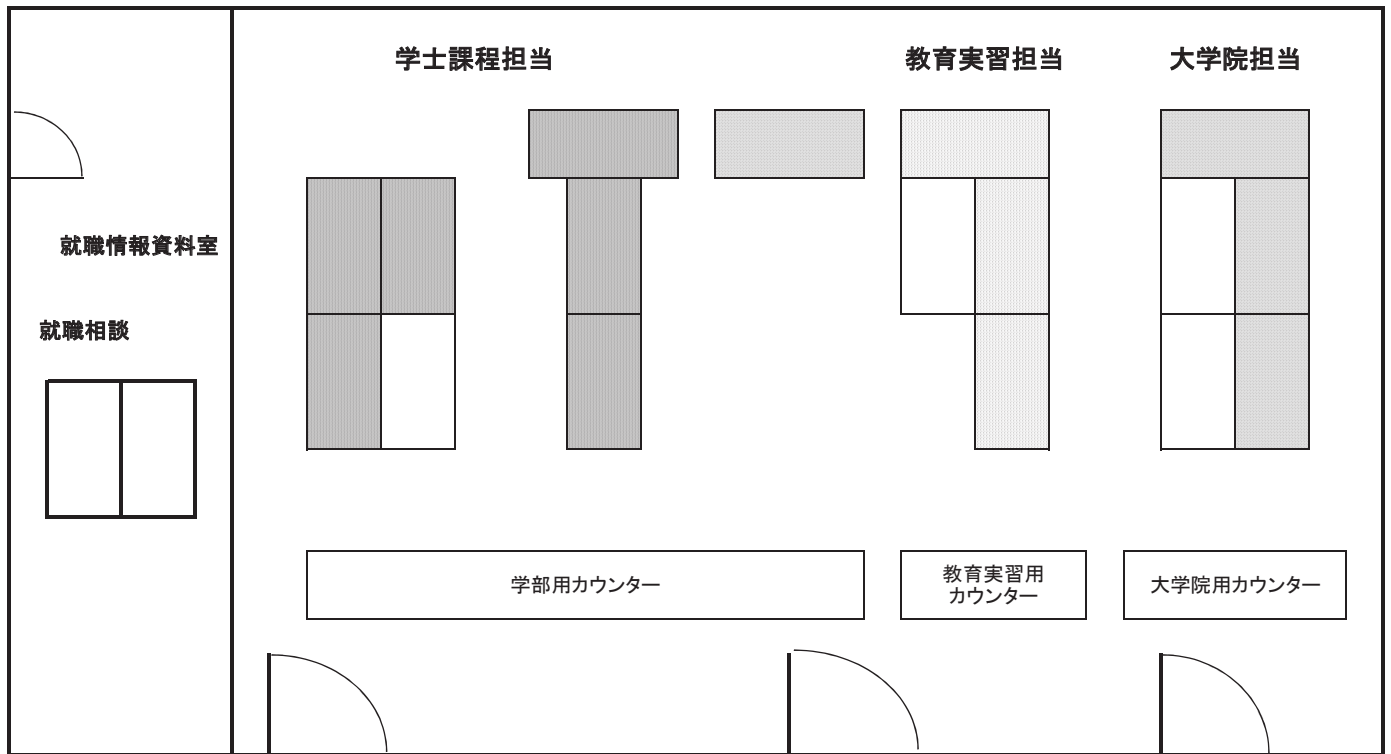 学士課程担当
教育実習担当
大学院担当
就職情報資料室
就職相談
学部用カウンター
教育実習用
カウンター
大学院用カウンター